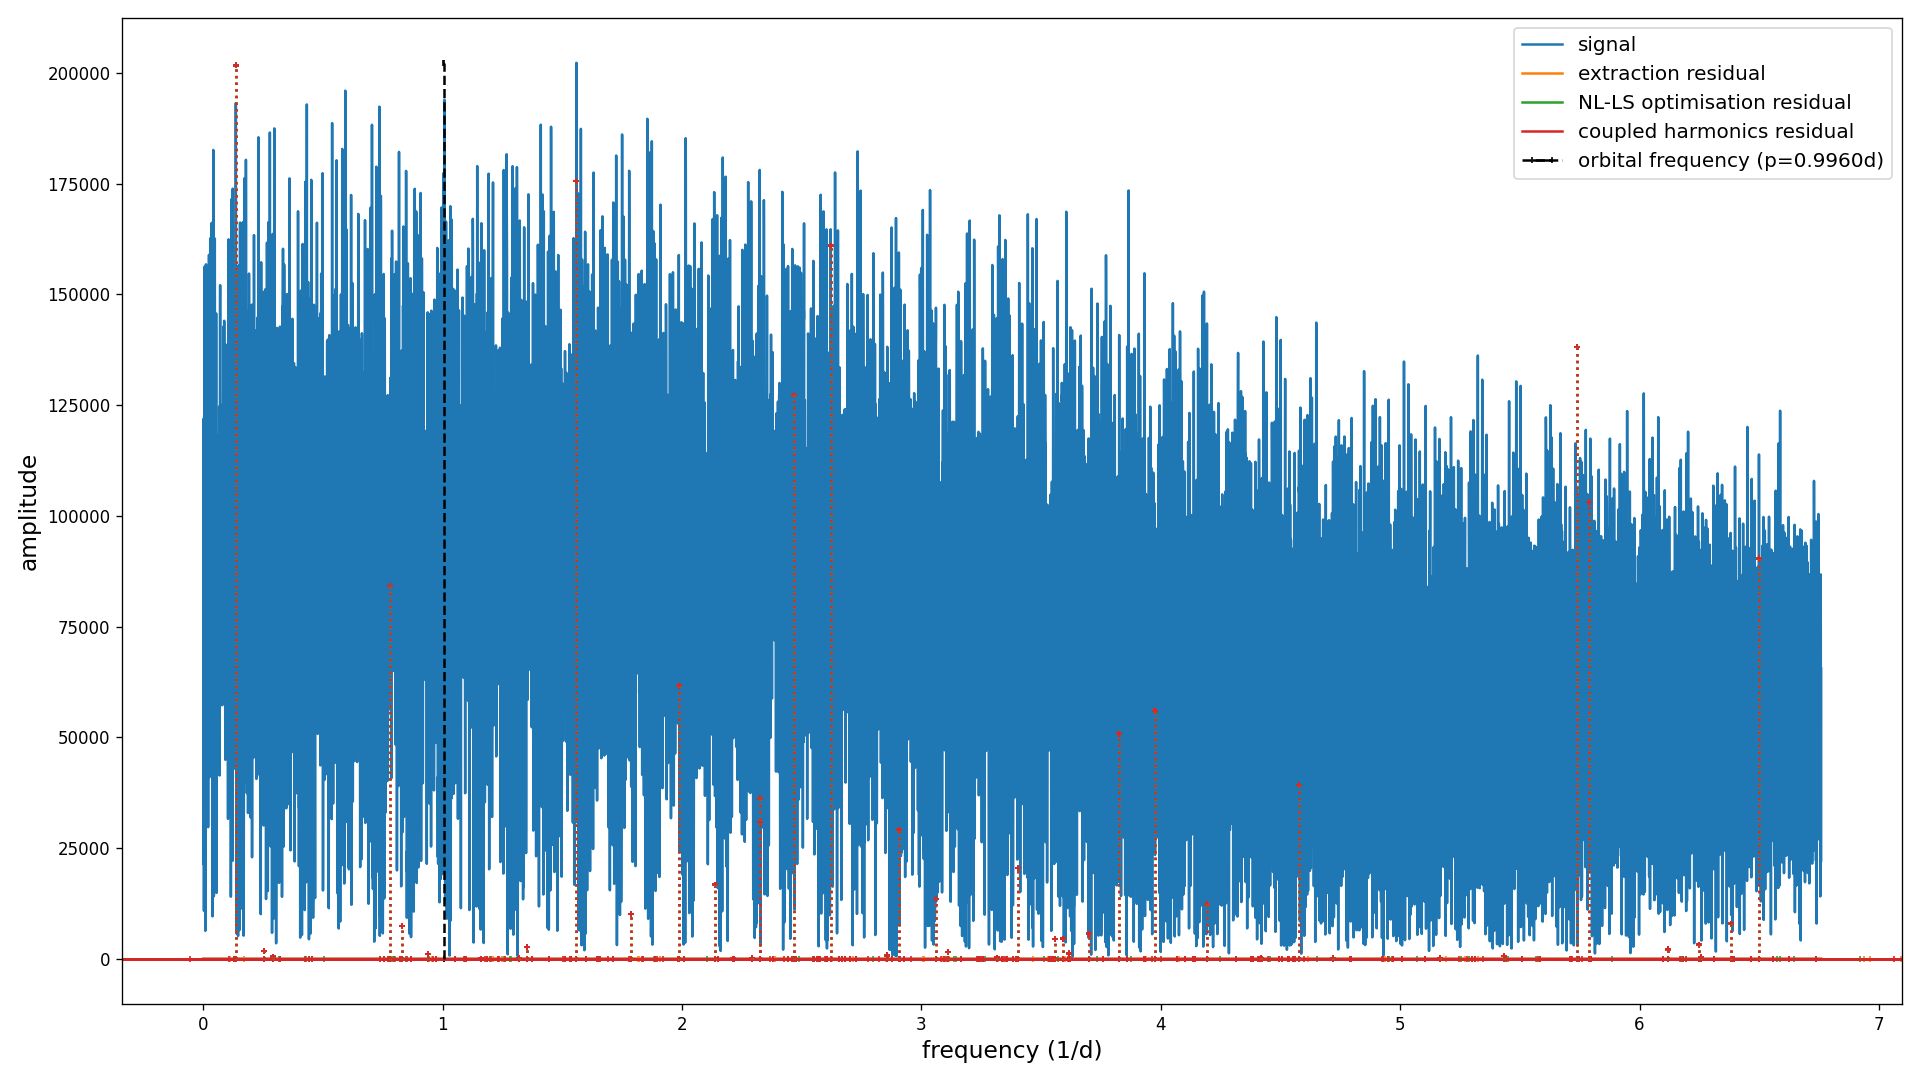 signal
extraction residual
NL-LS optimisation residual
coupled harmonics residual
orbital frequency (p=0.9960d)
200000
175000
150000
125000
100000
75000
50000
25000
0
amplitude
0 1 2 3 4 5 6 7
frequency (1/d)